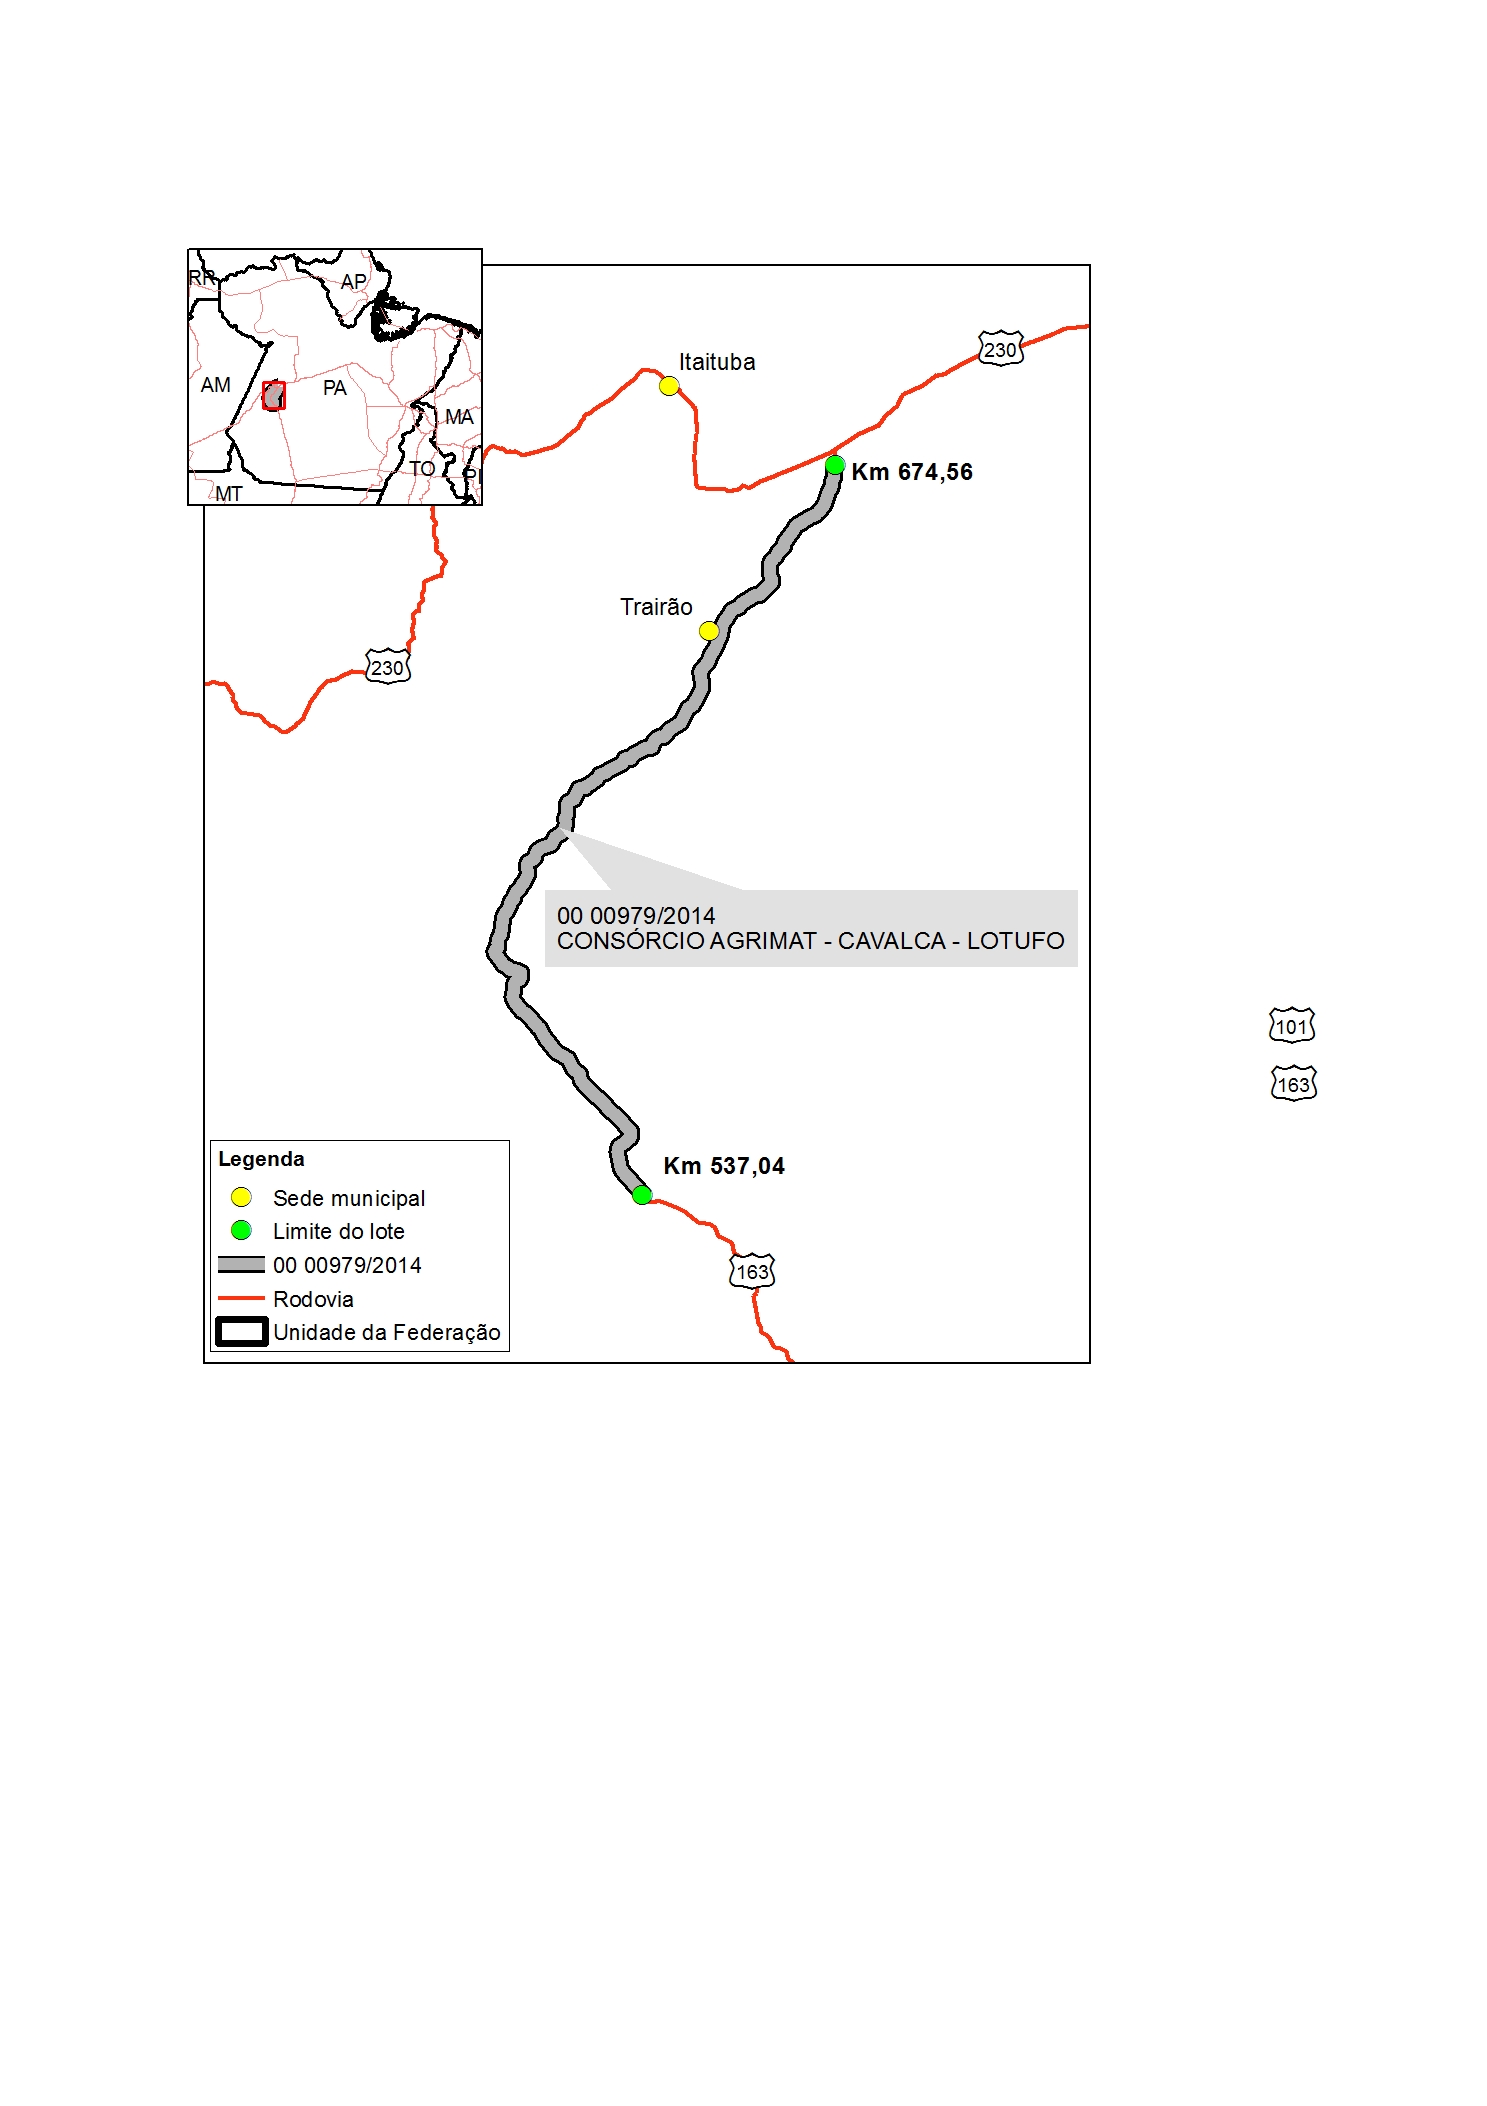 RR
AP
AM
PA
MA
TO
PI
MT
Itaituba
230
Km 674,56
Trairão
230
00 00979/2014
CONSÓRCIO AGRIMAT - CAVALCA - LOTUFO
101
163
Km 537,04
163
Legenda
Sede municipal
Limite do lote
00 00979/2014
Rodovia
Unidade da Federação